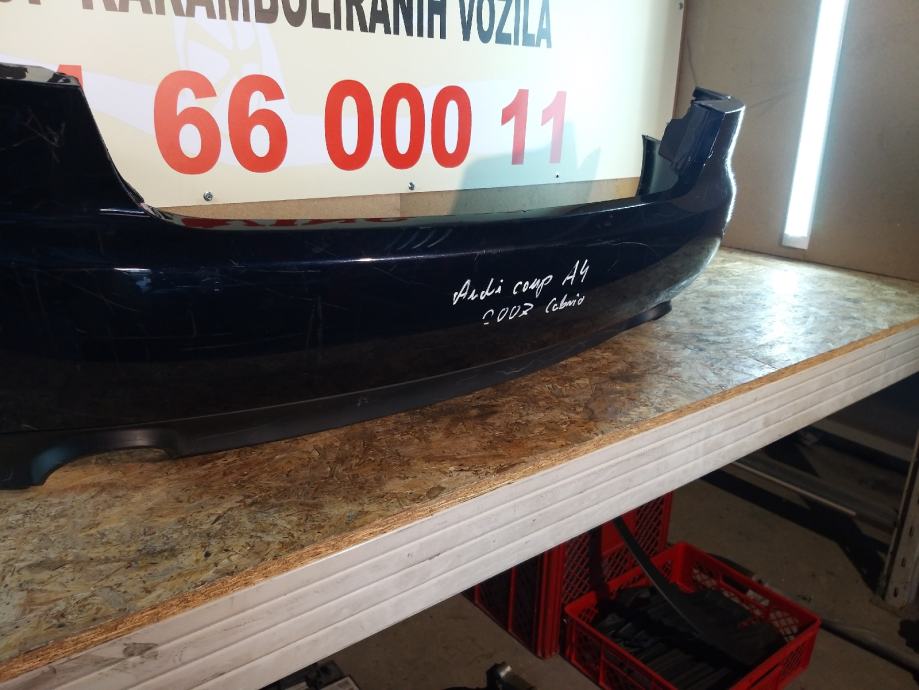 KARAMBOLIRANIH VOZILA
66 000 11
Audi coup A4
2007 Cabrio